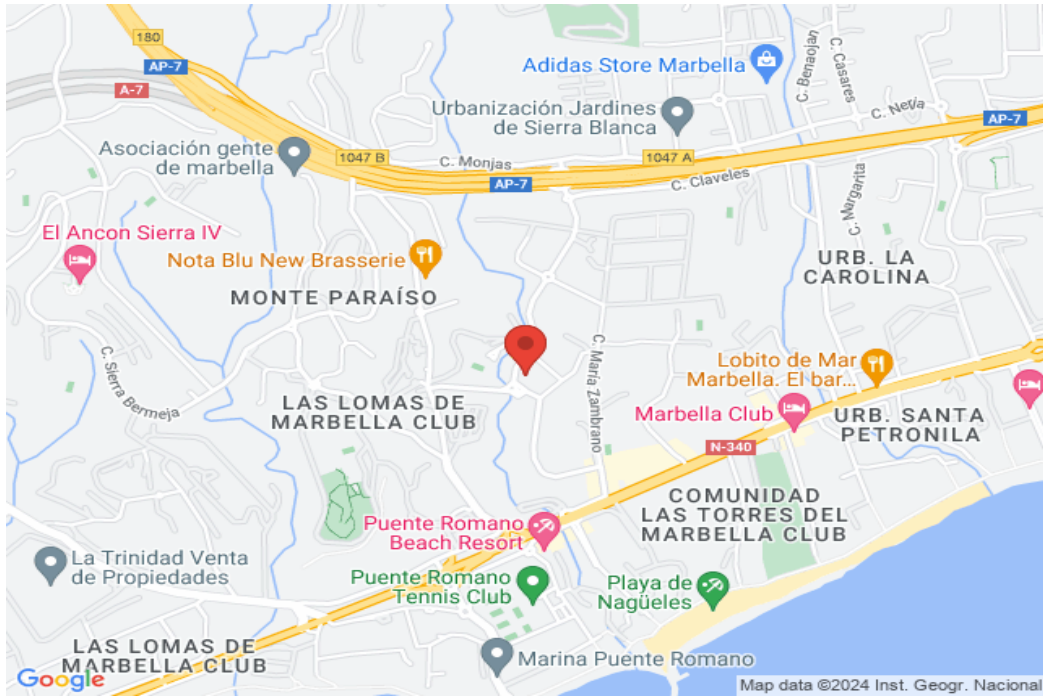 180
AP-7
A-7
Adidas Store Marbella
C. Benaojan
C. Casares
Urbanización Jardines
de Sierra Blanca
C. Neria
AP-7
Asociación gente
de marbella
1047 B
C. Monjas
1047 A
AP-7
C. Claveles
C. Margarita
El Ancon Sierra IV
Nota Blu New Brasserie
MONTE PARAÍSO
URB. LA
CAROLINA
C. Sierra Bermeja
C. María Zambrano
Lobito de Mar
Marbella. El bar...
LAS LOMAS DE
MARBELLA CLUB
Marbella Club
URB. SANTA
PETRONILA
N-340
COMUNIDAD
LAS TORRES DEL
MARBELLA CLUB
Puente Romano
Beach Resort
La Trinidad Venta
de Propiedades
Puente Romano
Tennis Club
Playa de
Nagüeles
LAS LOMAS DE
MARBELLA CLUB
Marina Puente Romano
Google
Map data ©2024 Inst. Geogr. Nacional